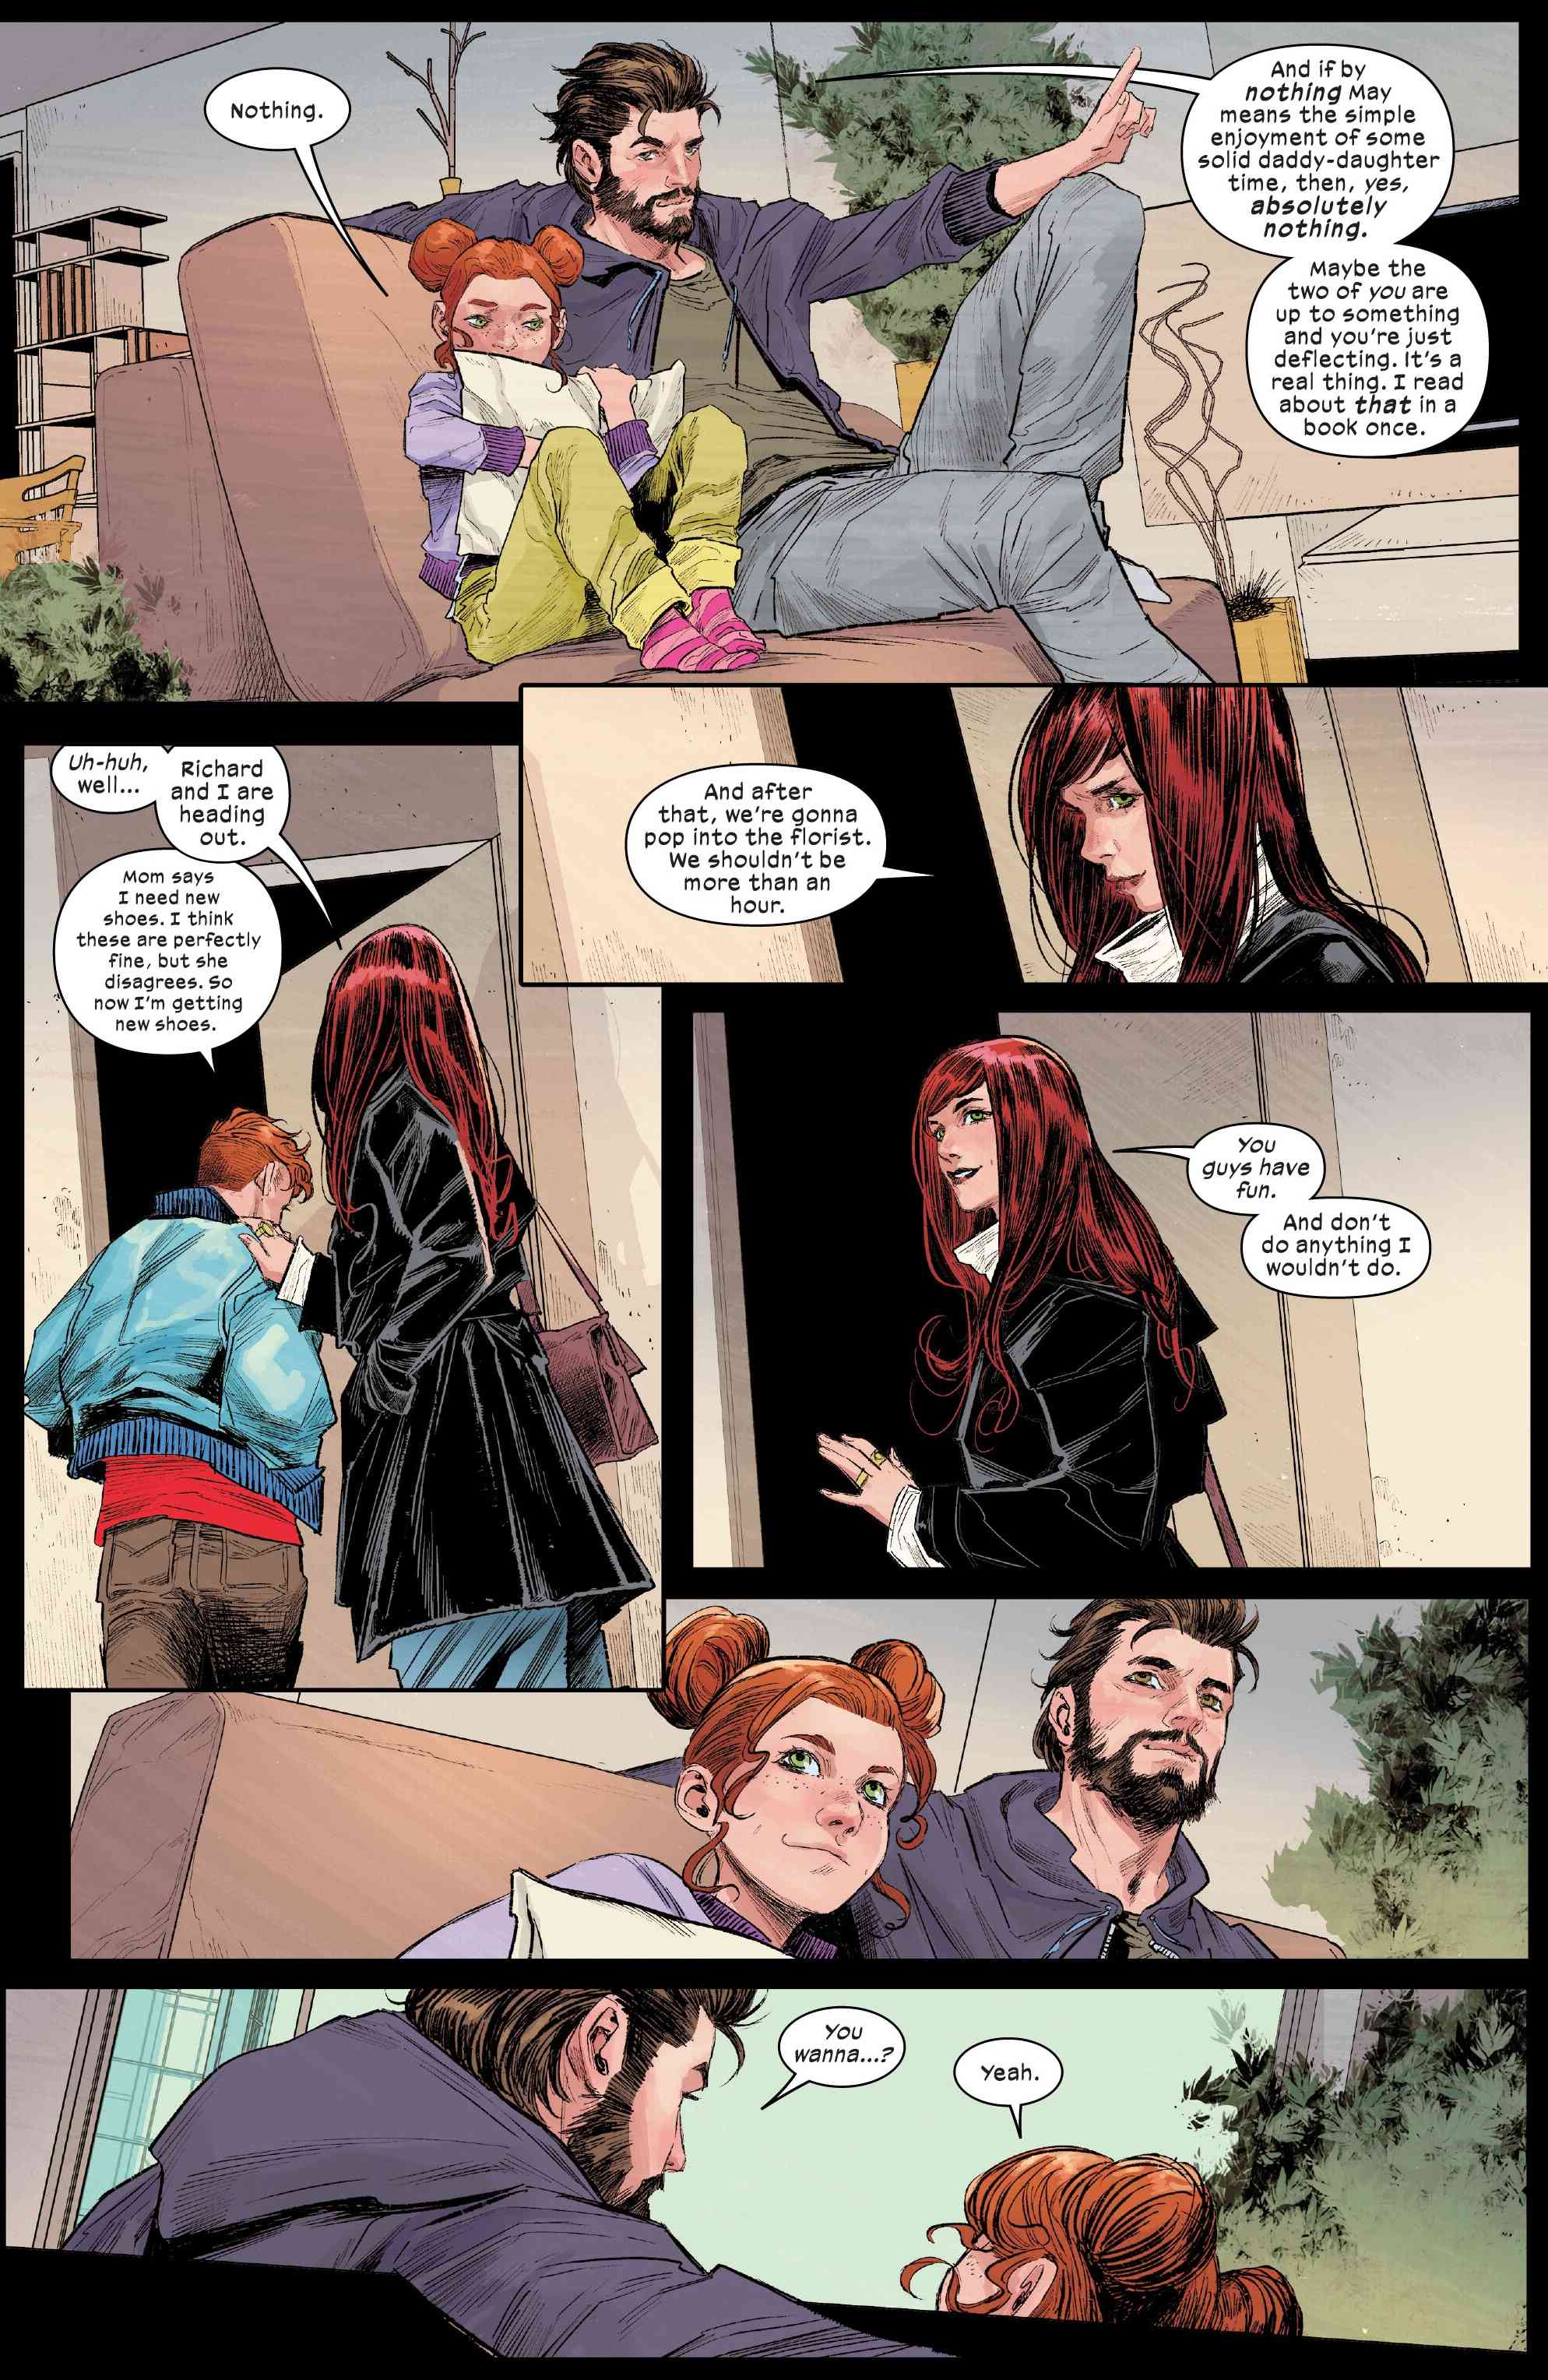 Nothing.
And if by
nothing May
means the simple
enjoyment of some
solid daddy-daughter
time, then, yes,
absolutely
nothing.
Maybe the
two of you are
up to something
and you're just
deflecting. It's a
real thing. I read
about that in a
book once.
Uh-huh,
well...
Richard
and I are
heading
out.
Mom says
I need new
shoes. I think
these are perfectly
fine, but she
disagrees. So
now I'm getting
new shoes.
And after
that, we're gonna
pop into the florist.
We shouldn't be
more than an
hour.
You
guys have
fun.
And don't
do anything I
wouldn't do.
You
wanna...?
Yeah.